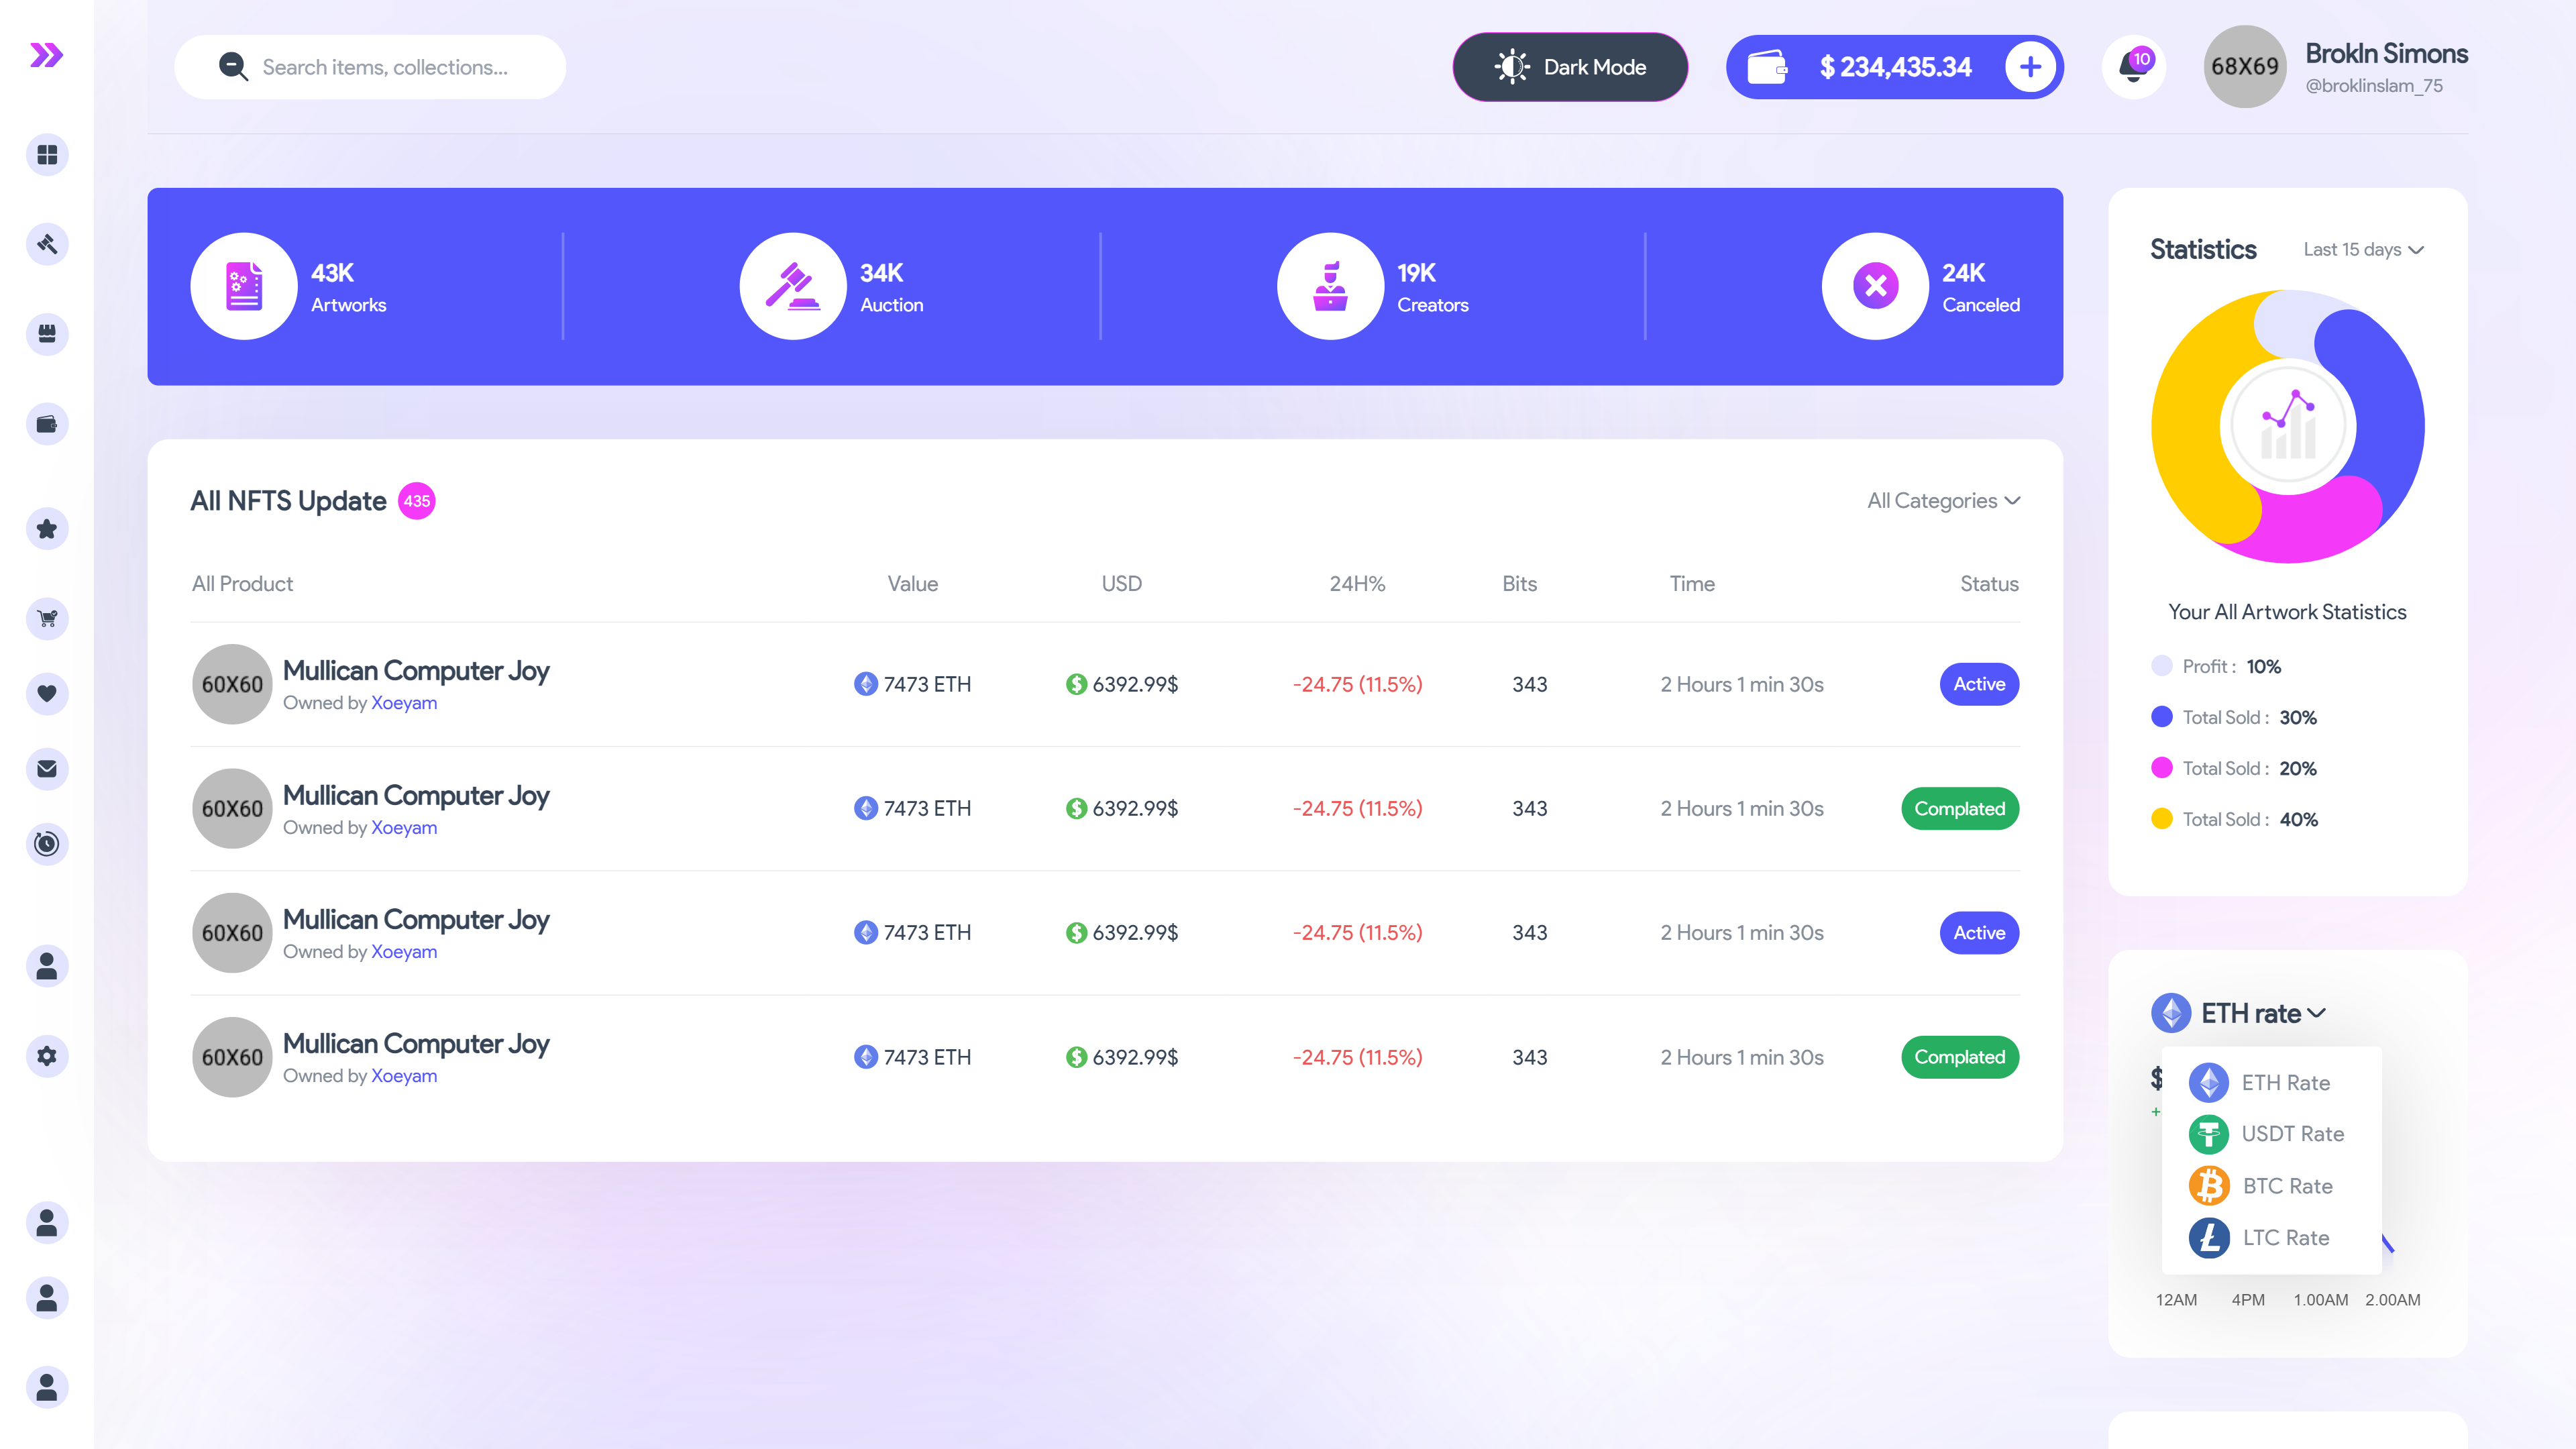 Search items, collections...
Dark Mode
$ 234,435.34
10
68X69
Brokln Simons
@broklinslam_75
43K
Artworks
34K
Auction
19K
Creators
24K
Canceled
All NFTS Update 435
All Categories
All Product Value USD 24H% Bits Time Status
60X60
Mullican Computer Joy
Owned by Xoeyam
7473 ETH
$ 6392.99$
-24.75 (11.5%)
343
2 Hours 1 min 30s
Active
60X60
Mullican Computer Joy
Owned by Xoeyam
7473 ETH
$ 6392.99$
-24.75 (11.5%)
343
2 Hours 1 min 30s
Complated
60X60
Mullican Computer Joy
Owned by Xoeyam
7473 ETH
$ 6392.99$
-24.75 (11.5%)
343
2 Hours 1 min 30s
Active
60X60
Mullican Computer Joy
Owned by Xoeyam
7473 ETH
$ 6392.99$
-24.75 (11.5%)
343
2 Hours 1 min 30s
Complated
Statistics
Last 15 days
Your All Artwork Statistics
Profit : 10%
Total Sold : 30%
Total Sold : 20%
Total Sold : 40%
ETH rate
$
+
ETH Rate
USDT Rate
BTC Rate
LTC Rate
12AM 4PM 1.00AM 2.00AM